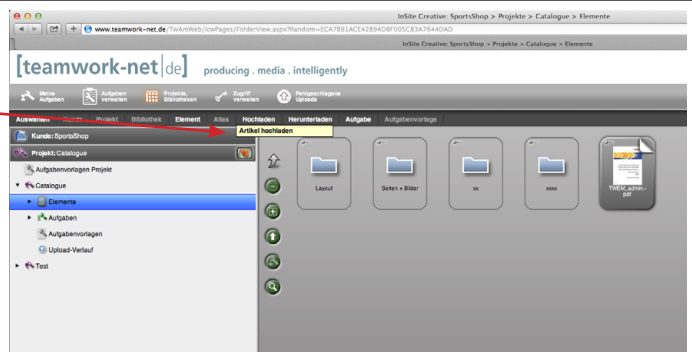 InSite Creative: SportsShop > Projekte > Catalogue > Elemente
www.teamwork-net.de/TwAmWeb/IcwPages/FolderView.aspx?Random=ECA7B91ACE42894D8F005CB3A7644DAD
InSite Creative: SportsShop > Projekte > Catalogue > Elemente
[teamwork-net|de] producing . media . intelligently
Meine Aufgaben
Aufgaben verwalten
Projekte, Bibliotheken
Zugriff verwalten
Fehlgeschlagene Uploads
Auswählen Kunde Projekt Bibliothek Element Alles Hochladen Herunterladen Aufgabe Aufgabenvorlage
Artikel hochladen
Kunde: SportsShop
Projekt: Catalogue
Aufgabenvorlagen Projekt
Catalogue
Elemente
Aufgaben
Aufgabenvorlagen
Upload-Verlauf
Test
Layout
Seiten + Bilder
xx
xxxx
TWEM_admin.-
pdf